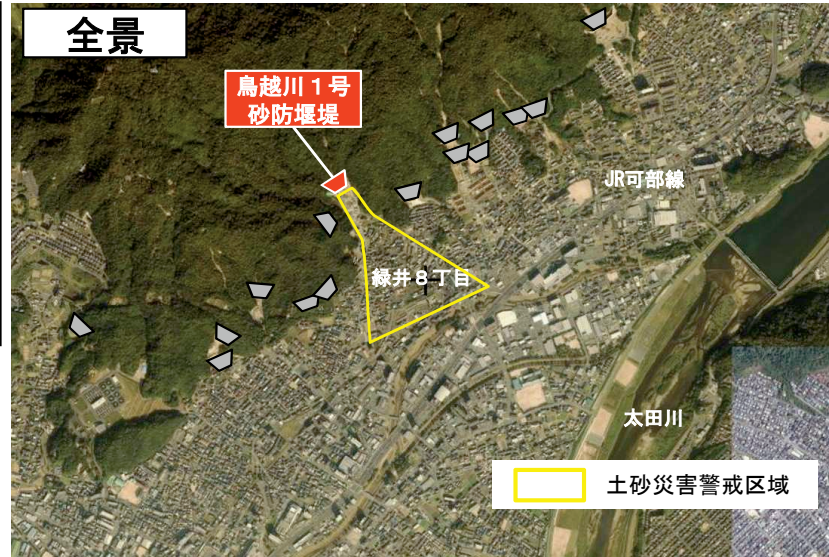 全景
鳥越川１号
砂防堰堤
JR可部線
緑井８丁目
太田川
土砂災害警戒区域